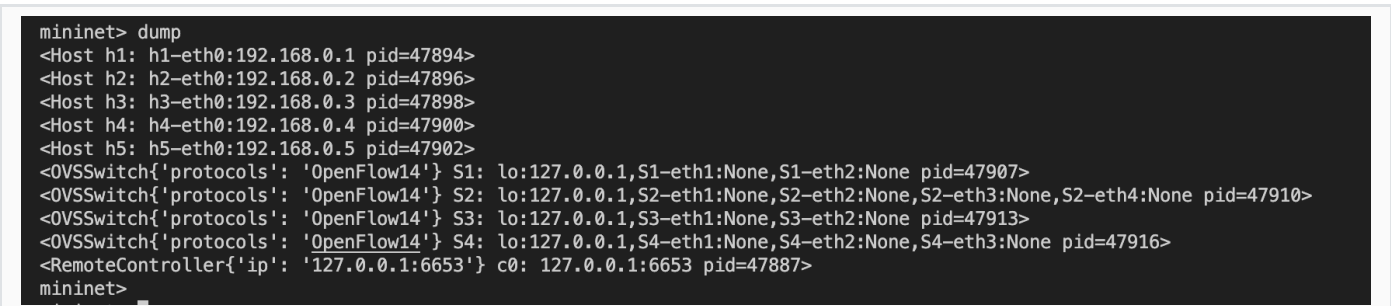 mininet> dump
<Host h1: h1-eth0:192.168.0.1 pid=47894>
<Host h2: h2-eth0:192.168.0.2 pid=47896>
<Host h3: h3-eth0:192.168.0.3 pid=47898>
<Host h4: h4-eth0:192.168.0.4 pid=47900>
<Host h5: h5-eth0:192.168.0.5 pid=47902>
<OVSSwitch{'protocols': 'OpenFlow14'} S1: lo:127.0.0.1,S1-eth1:None,S1-eth2:None pid=47907>
<OVSSwitch{'protocols': 'OpenFlow14'} S2: lo:127.0.0.1,S2-eth1:None,S2-eth2:None,S2-eth3:None,S2-eth4:None pid=47910>
<OVSSwitch{'protocols': 'OpenFlow14'} S3: lo:127.0.0.1,S3-eth1:None,S3-eth2:None pid=47913>
<OVSSwitch{'protocols': 'OpenFlow14'} S4: lo:127.0.0.1,S4-eth1:None,S4-eth2:None,S4-eth3:None pid=47916>
<RemoteController{'ip': '127.0.0.1:6653'} c0: 127.0.0.1:6653 pid=47887>
mininet>